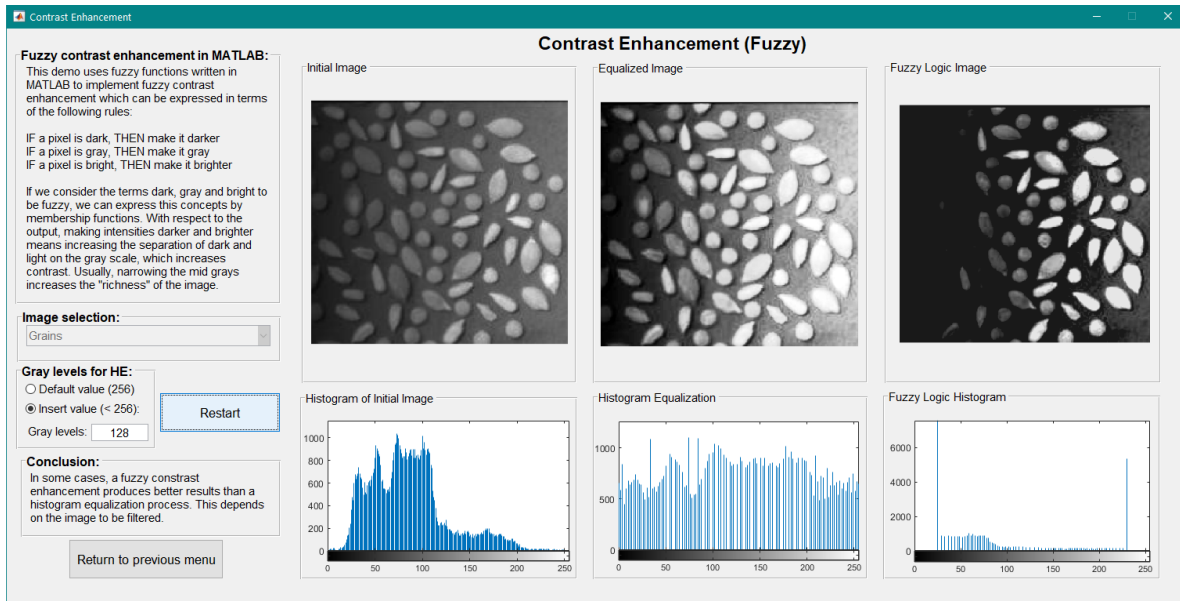 Contrast Enhancement
Contrast Enhancement (Fuzzy)
Fuzzy contrast enhancement in MATLAB:
This demo uses fuzzy functions written in
MATLAB to implement fuzzy contrast
enhancement which can be expressed in terms
of the following rules:
IF a pixel is dark, THEN make it darker
IF a pixel is gray, THEN make it gray
IF a pixel is bright, THEN make it brighter
If we consider the terms dark, gray and bright to
be fuzzy, we can express this concepts by
membership functions. With respect to the
output, making intensities darker and brighter
means increasing the separation of dark and
light on the gray scale, which increases
contrast. Usually, narrowing the mid grays
increases the "richness" of the image.
Image selection:
Grains
Gray levels for HE:
Default value (256)
Insert value (< 256):
Gray levels: 128
Restart
Conclusion:
In some cases, a fuzzy constrast
enhancement produces better results than a
histogram equalization process. This depends
on the image to be filtered.
Return to previous menu
Initial Image
Equalized Image
Fuzzy Logic Image
Histogram of Initial Image
1000
800
600
400
200
0
0 50 100 150 200 250
Histogram Equalization
1000
500
0
0 50 100 150 200 250
Fuzzy Logic Histogram
6000
4000
2000
0
0 50 100 150 200 250